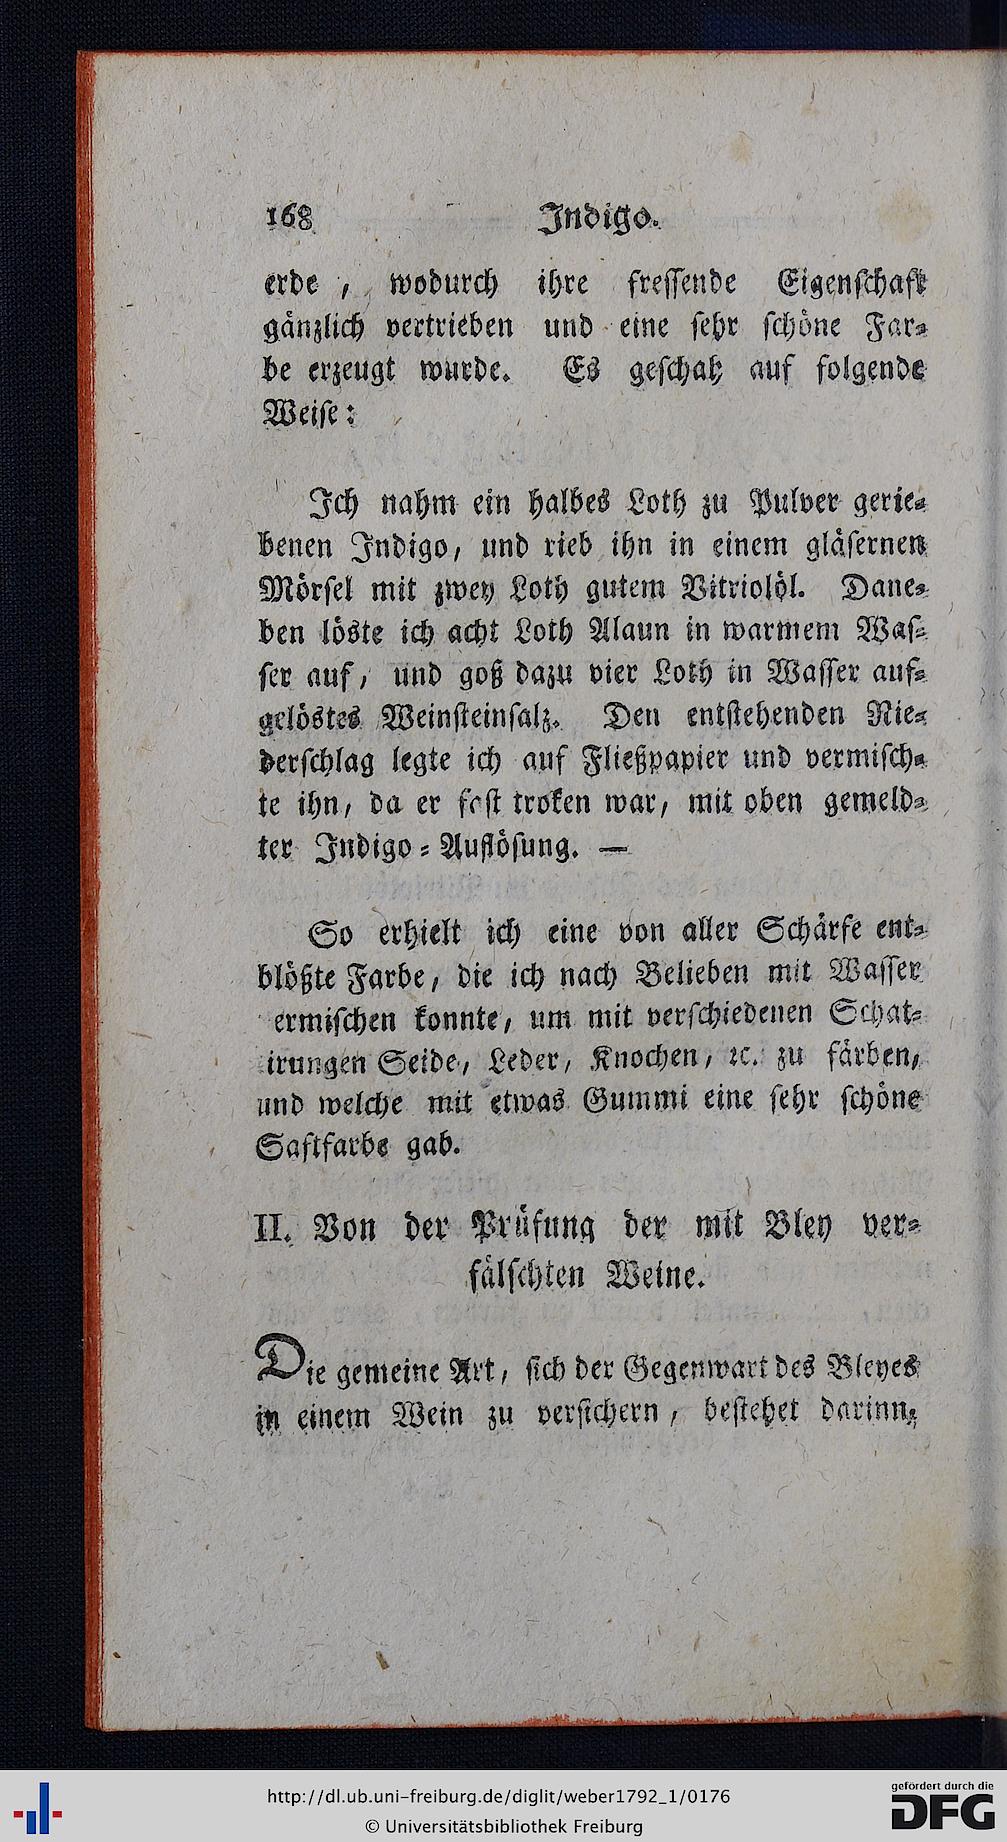 168 Indigo.
erde, wodurch ihre fressende Eigenschaft
gänzlich vertrieben und eine sehr schöne Far-
be erzeugt wurde. Es geschah auf folgende
Weise:
Ich nahm ein halbes Loth zu Pulver gerie-
benen Indigo, und rieb ihn in einem gläsernen
Mörsel mit zwey Loth gutem Vitriolöl. Dane-
ben löste ich acht Loth Alaun in warmem Was-
ser auf, und goß dazu vier Loth in Wasser auf-
gelöstes Weinsteinsalz. Den entstehenden Nie-
derschlag legte ich auf Fließpapier und vermisch-
te ihn, da er fast troken war, mit oben gemeld-
ter Indigo-Auflösung. —
So erhielt ich eine von aller Schärfe ent-
blößte Farbe, die ich nach Belieben mit Wasser
ermischen konnte, um mit verschiedenen Schat-
irungen Seide, Leder, Knochen, ꝛc. zu färben,
und welche mit etwas Gummi eine sehr schöne
Saftfarbe gab.
II. Von der Prüfung der mit Bley ver-
fälschten Weine.
Die gemeine Art, sich der Gegenwart des Bleyes
in einem Wein zu versichern, bestehet darinn,
http://dl.ub.uni-freiburg.de/diglit/weber1792_1/0176
© Universitätsbibliothek Freiburg
gefördert durch die
DFG